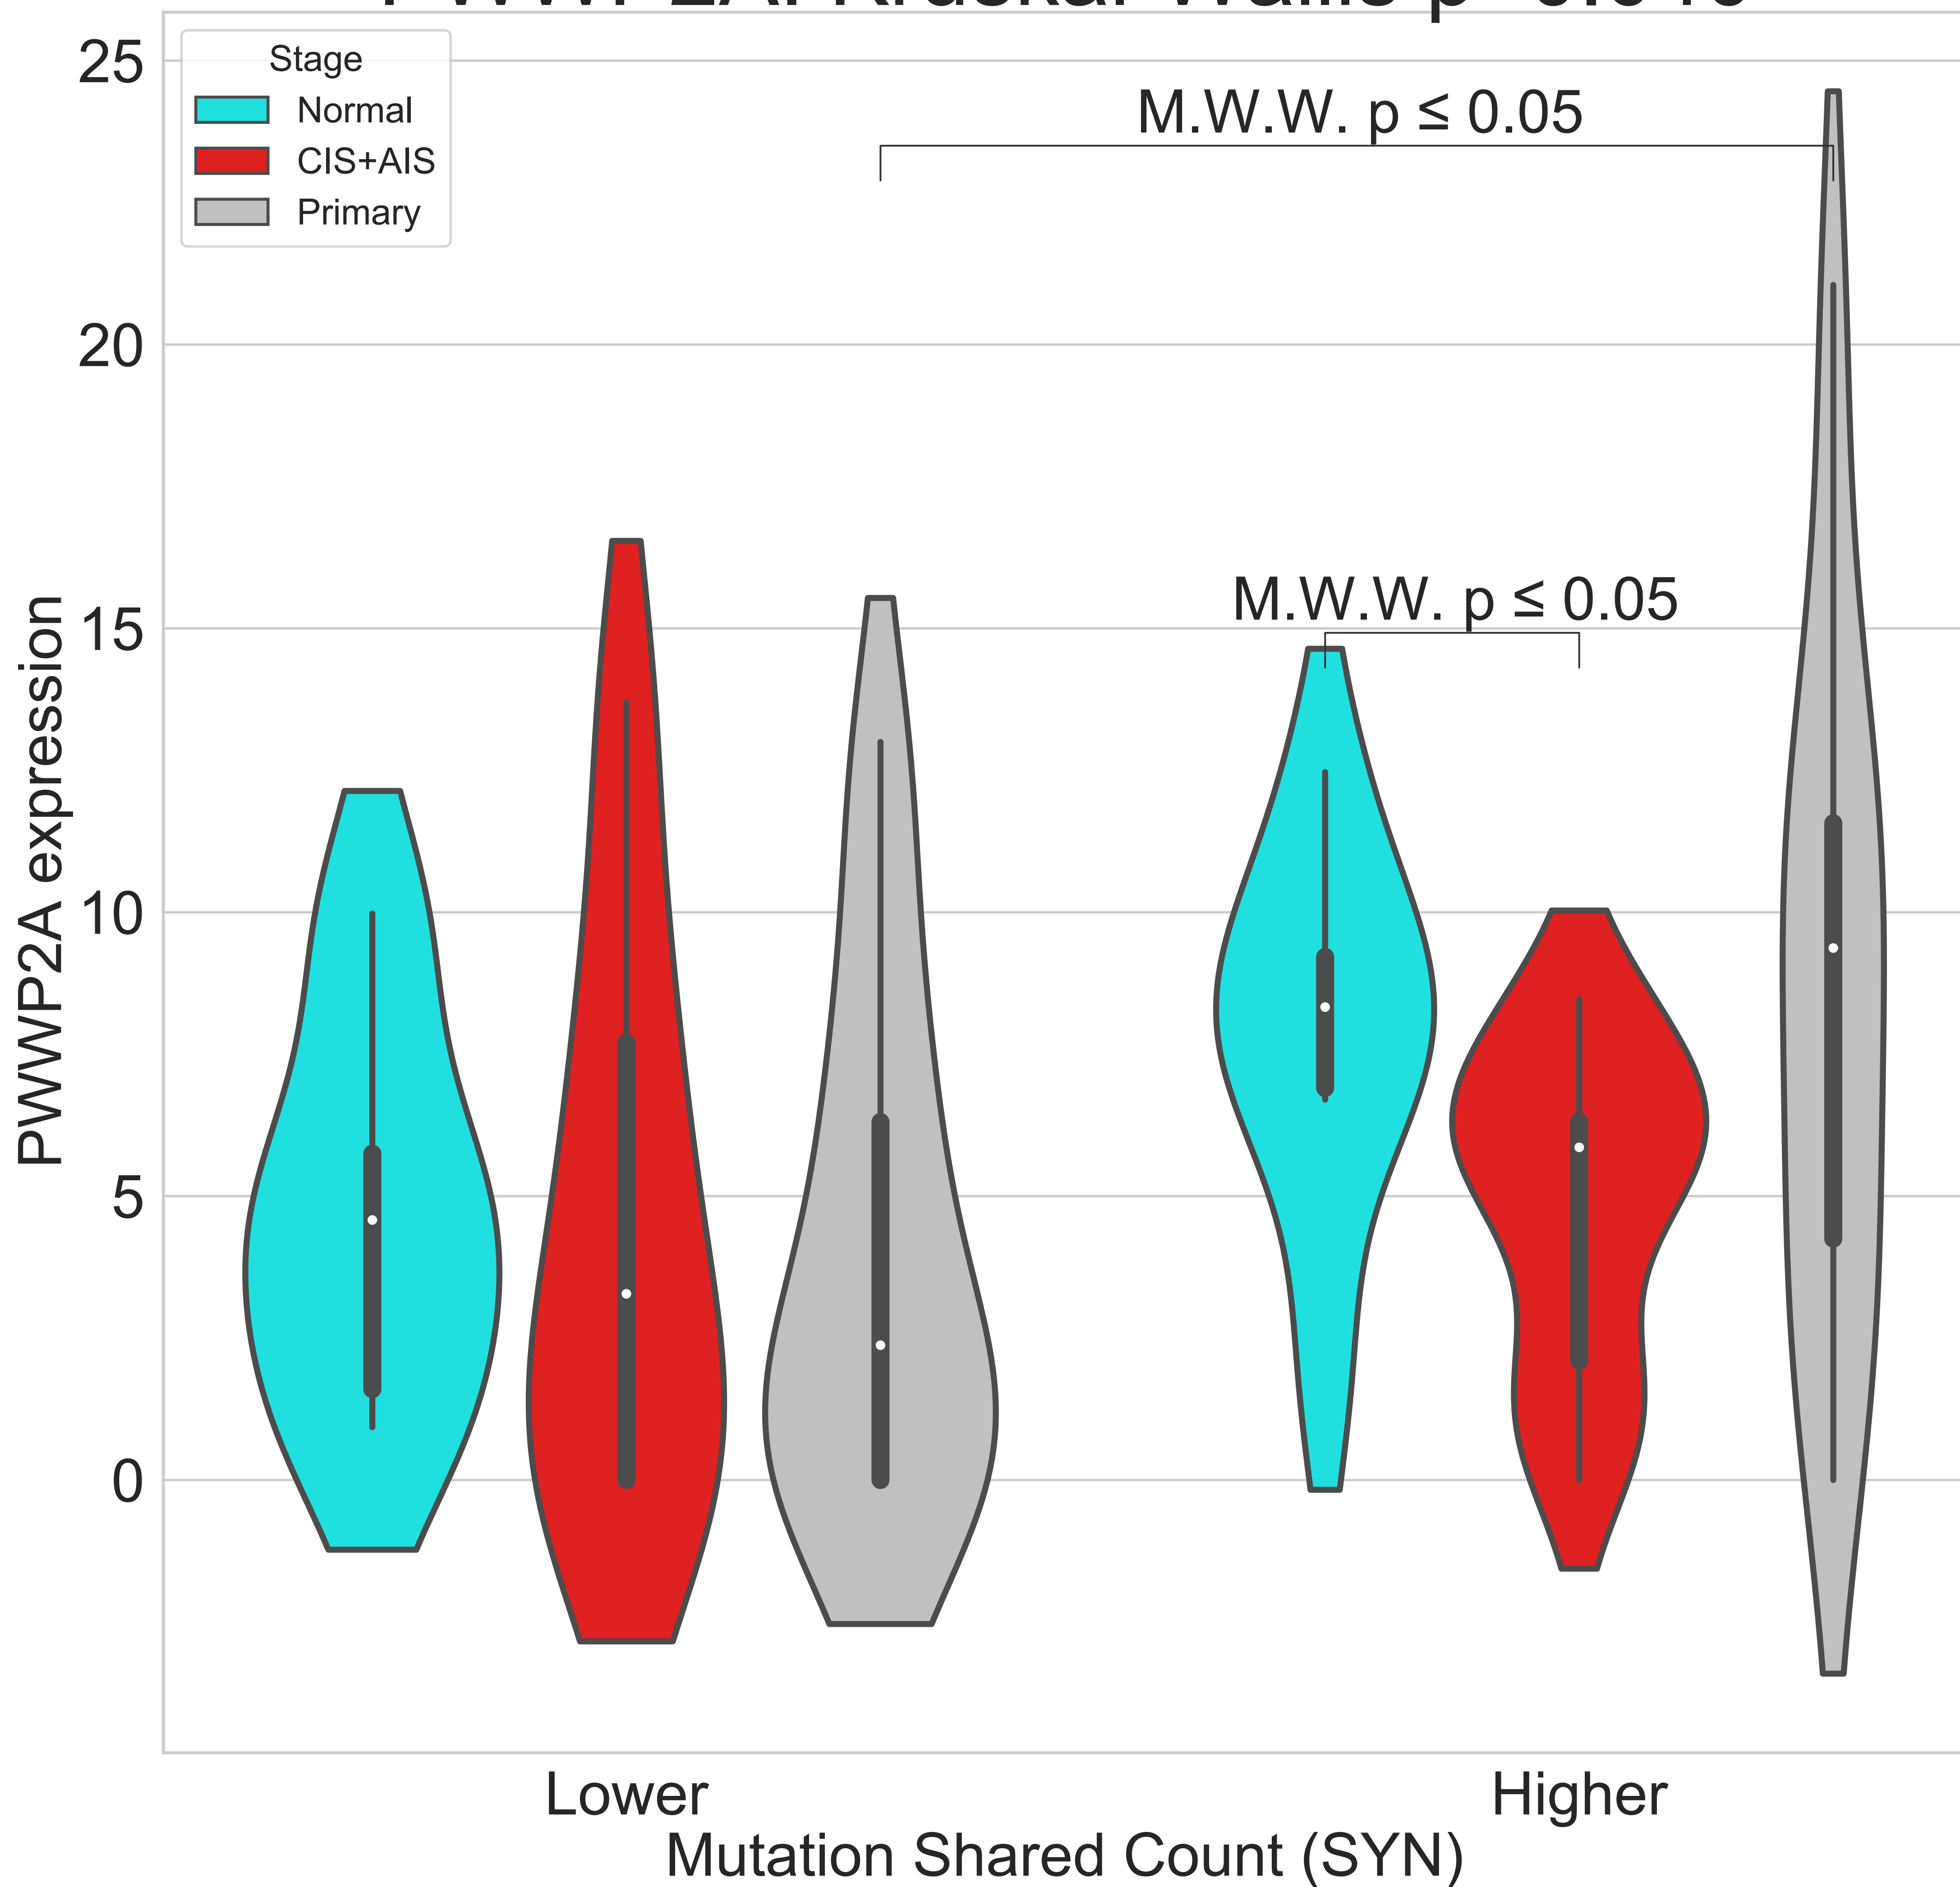 25
Stage
Normal
CIS+AIS
Primary
M.W.W. p ≤ 0.05
20
M.W.W. p ≤ 0.05
15
10
5
0
PWWP2A expression
Lower
Higher
Mutation Shared Count (SYN)